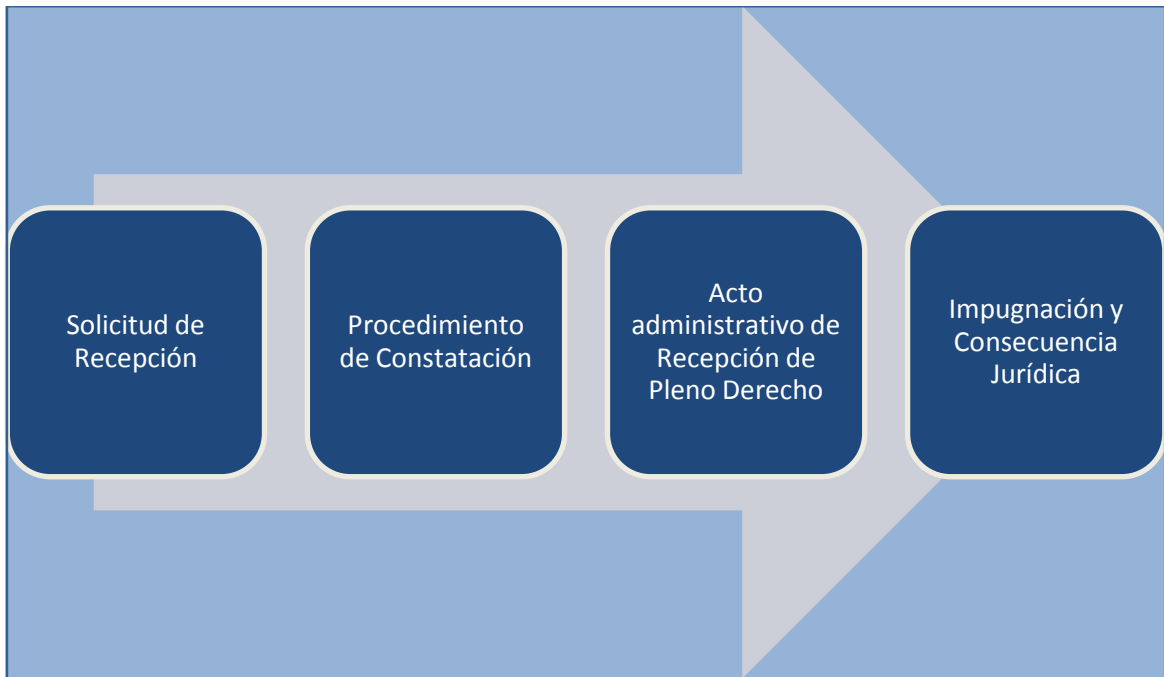 Solicitud de
Recepción
Procedimiento
de Constatación
Acto
administrativo de
Recepción de
Pleno Derecho
Impugnación y
Consecuencia
Jurídica